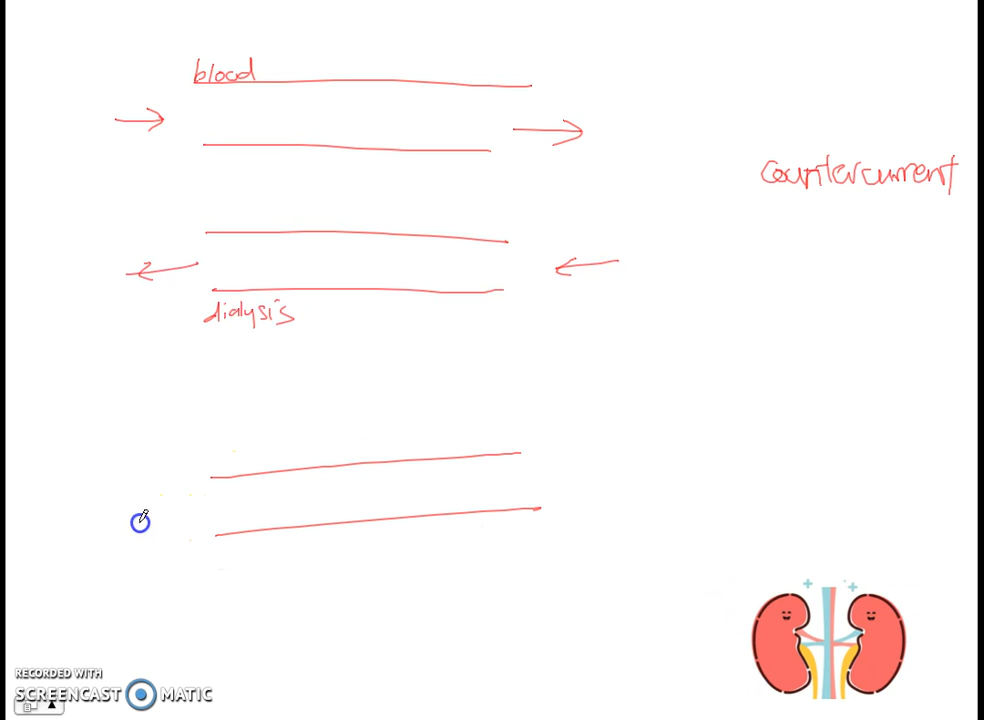 blood
countercurrent
dialysis
RECORDED WITH
SCREENCAST MATIC